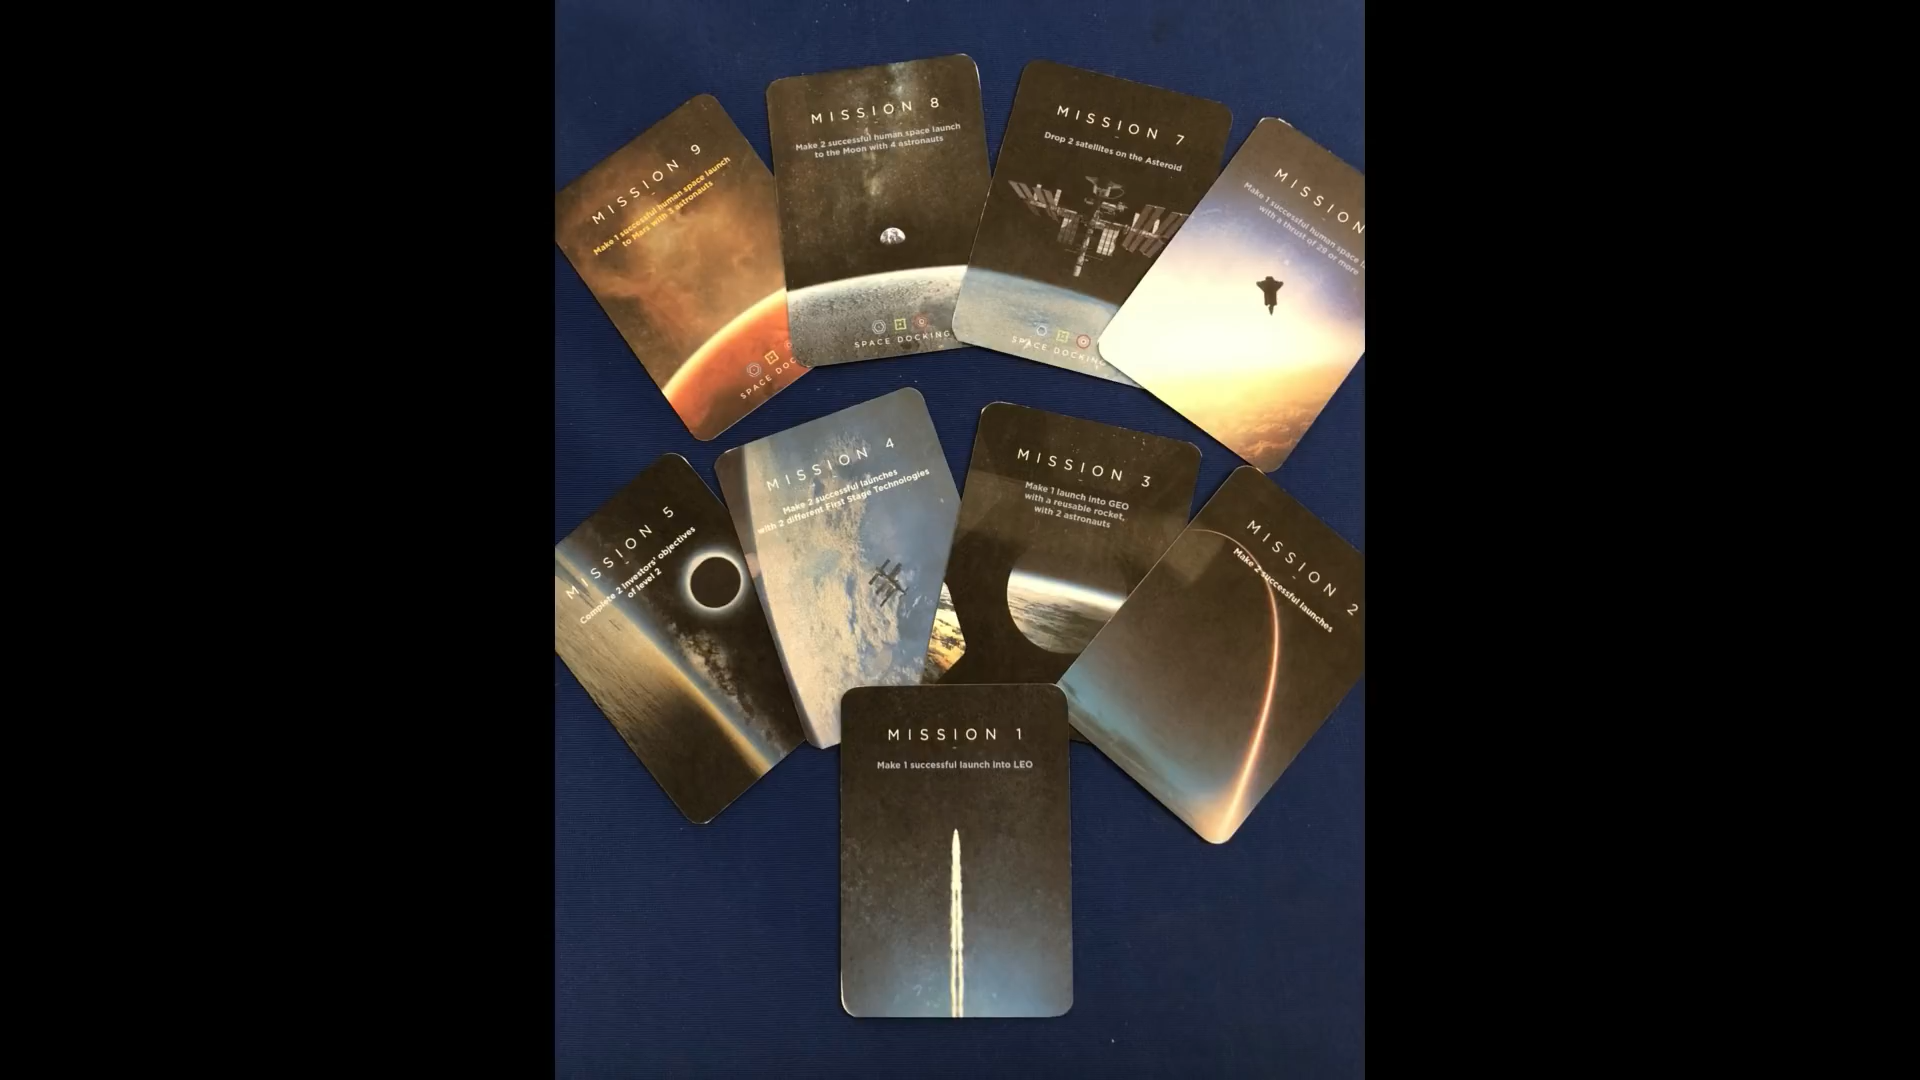 MISSION 9
Make 1 successful human space launch
to Mars with 3 astronauts
SPACE DOC
MISSION 8
Make 2 successful human space launch
to the Moon with 4 astronauts
SPACE DOCKING
MISSION 7
Drop 2 satellites on the Asteroid
SPACE DOCKING
MISSION
Make 1 successful human space
with a thrust of 29 or more
MISSION 5
Complete 2 Investors' objectives
of level 2
MISSION 4
Make 2 successful launches
with 2 different First Stage Technologies
MISSION 3
Make 1 launch into GEO
with a reusable rocket,
with 2 astronauts
MISSION 2
Make 2 successful launches
MISSION 1
Make 1 successful launch into LEO